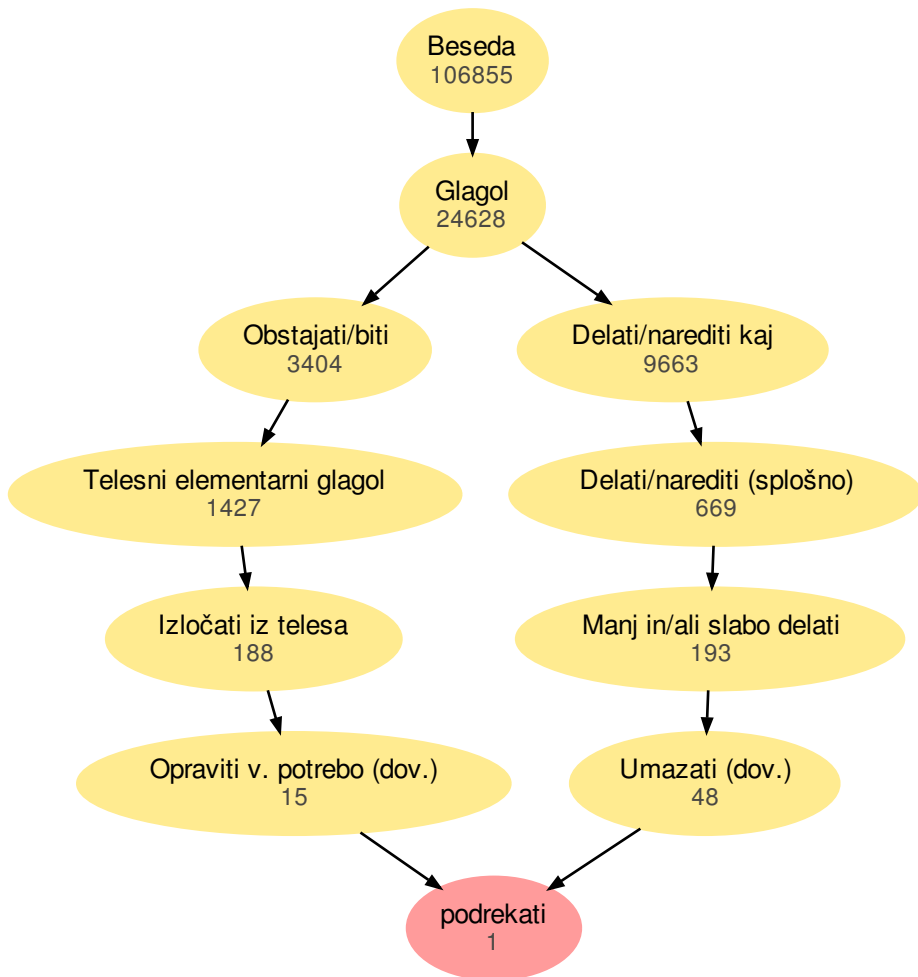 Beseda
106855
Glagol
24628
Obstajati/biti
3404
Delati/narediti kaj
9663
Telesni elementarni glagol
1427
Delati/narediti (splošno)
669
Izločati iz telesa
188
Manj in/ali slabo delati
193
Opraviti v. potrebo (dov.)
15
Umazati (dov.)
48
podrekati
1